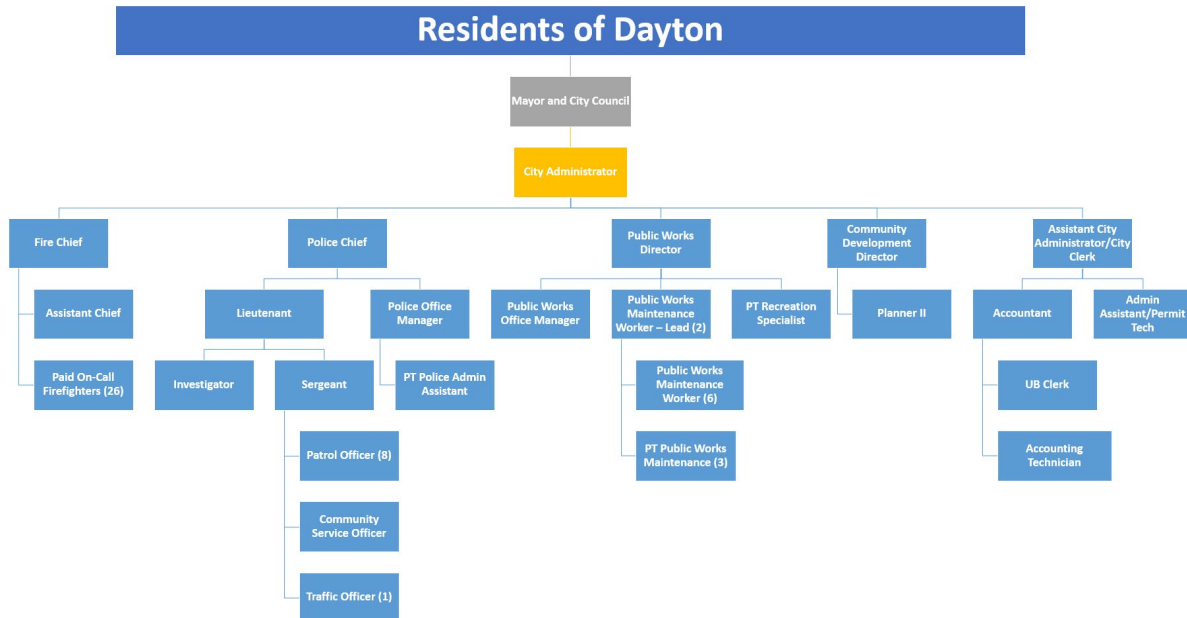 Residents of Dayton
Mayor and City Council
City Administrator
Fire Chief
Police Chief
Public Works
Director
Community
Development
Director
Assistant City
Administrator/City
Clerk
Assistant Chief
Lieutenant
Police Office
Manager
Public Works
Office Manager
Public Works
Maintenance
Worker – Lead (2)
PT Recreation
Specialist
Planner II
Accountant
Admin
Assistant/Permit
Tech
Paid On-Call
Firefighters (26)
Investigator
Sergeant
PT Police Admin
Assistant
Public Works
Maintenance
Worker (6)
UB Clerk
Patrol Officer (8)
PT Public Works
Maintenance (3)
Accounting
Technician
Community
Service Officer
Traffic Officer (1)